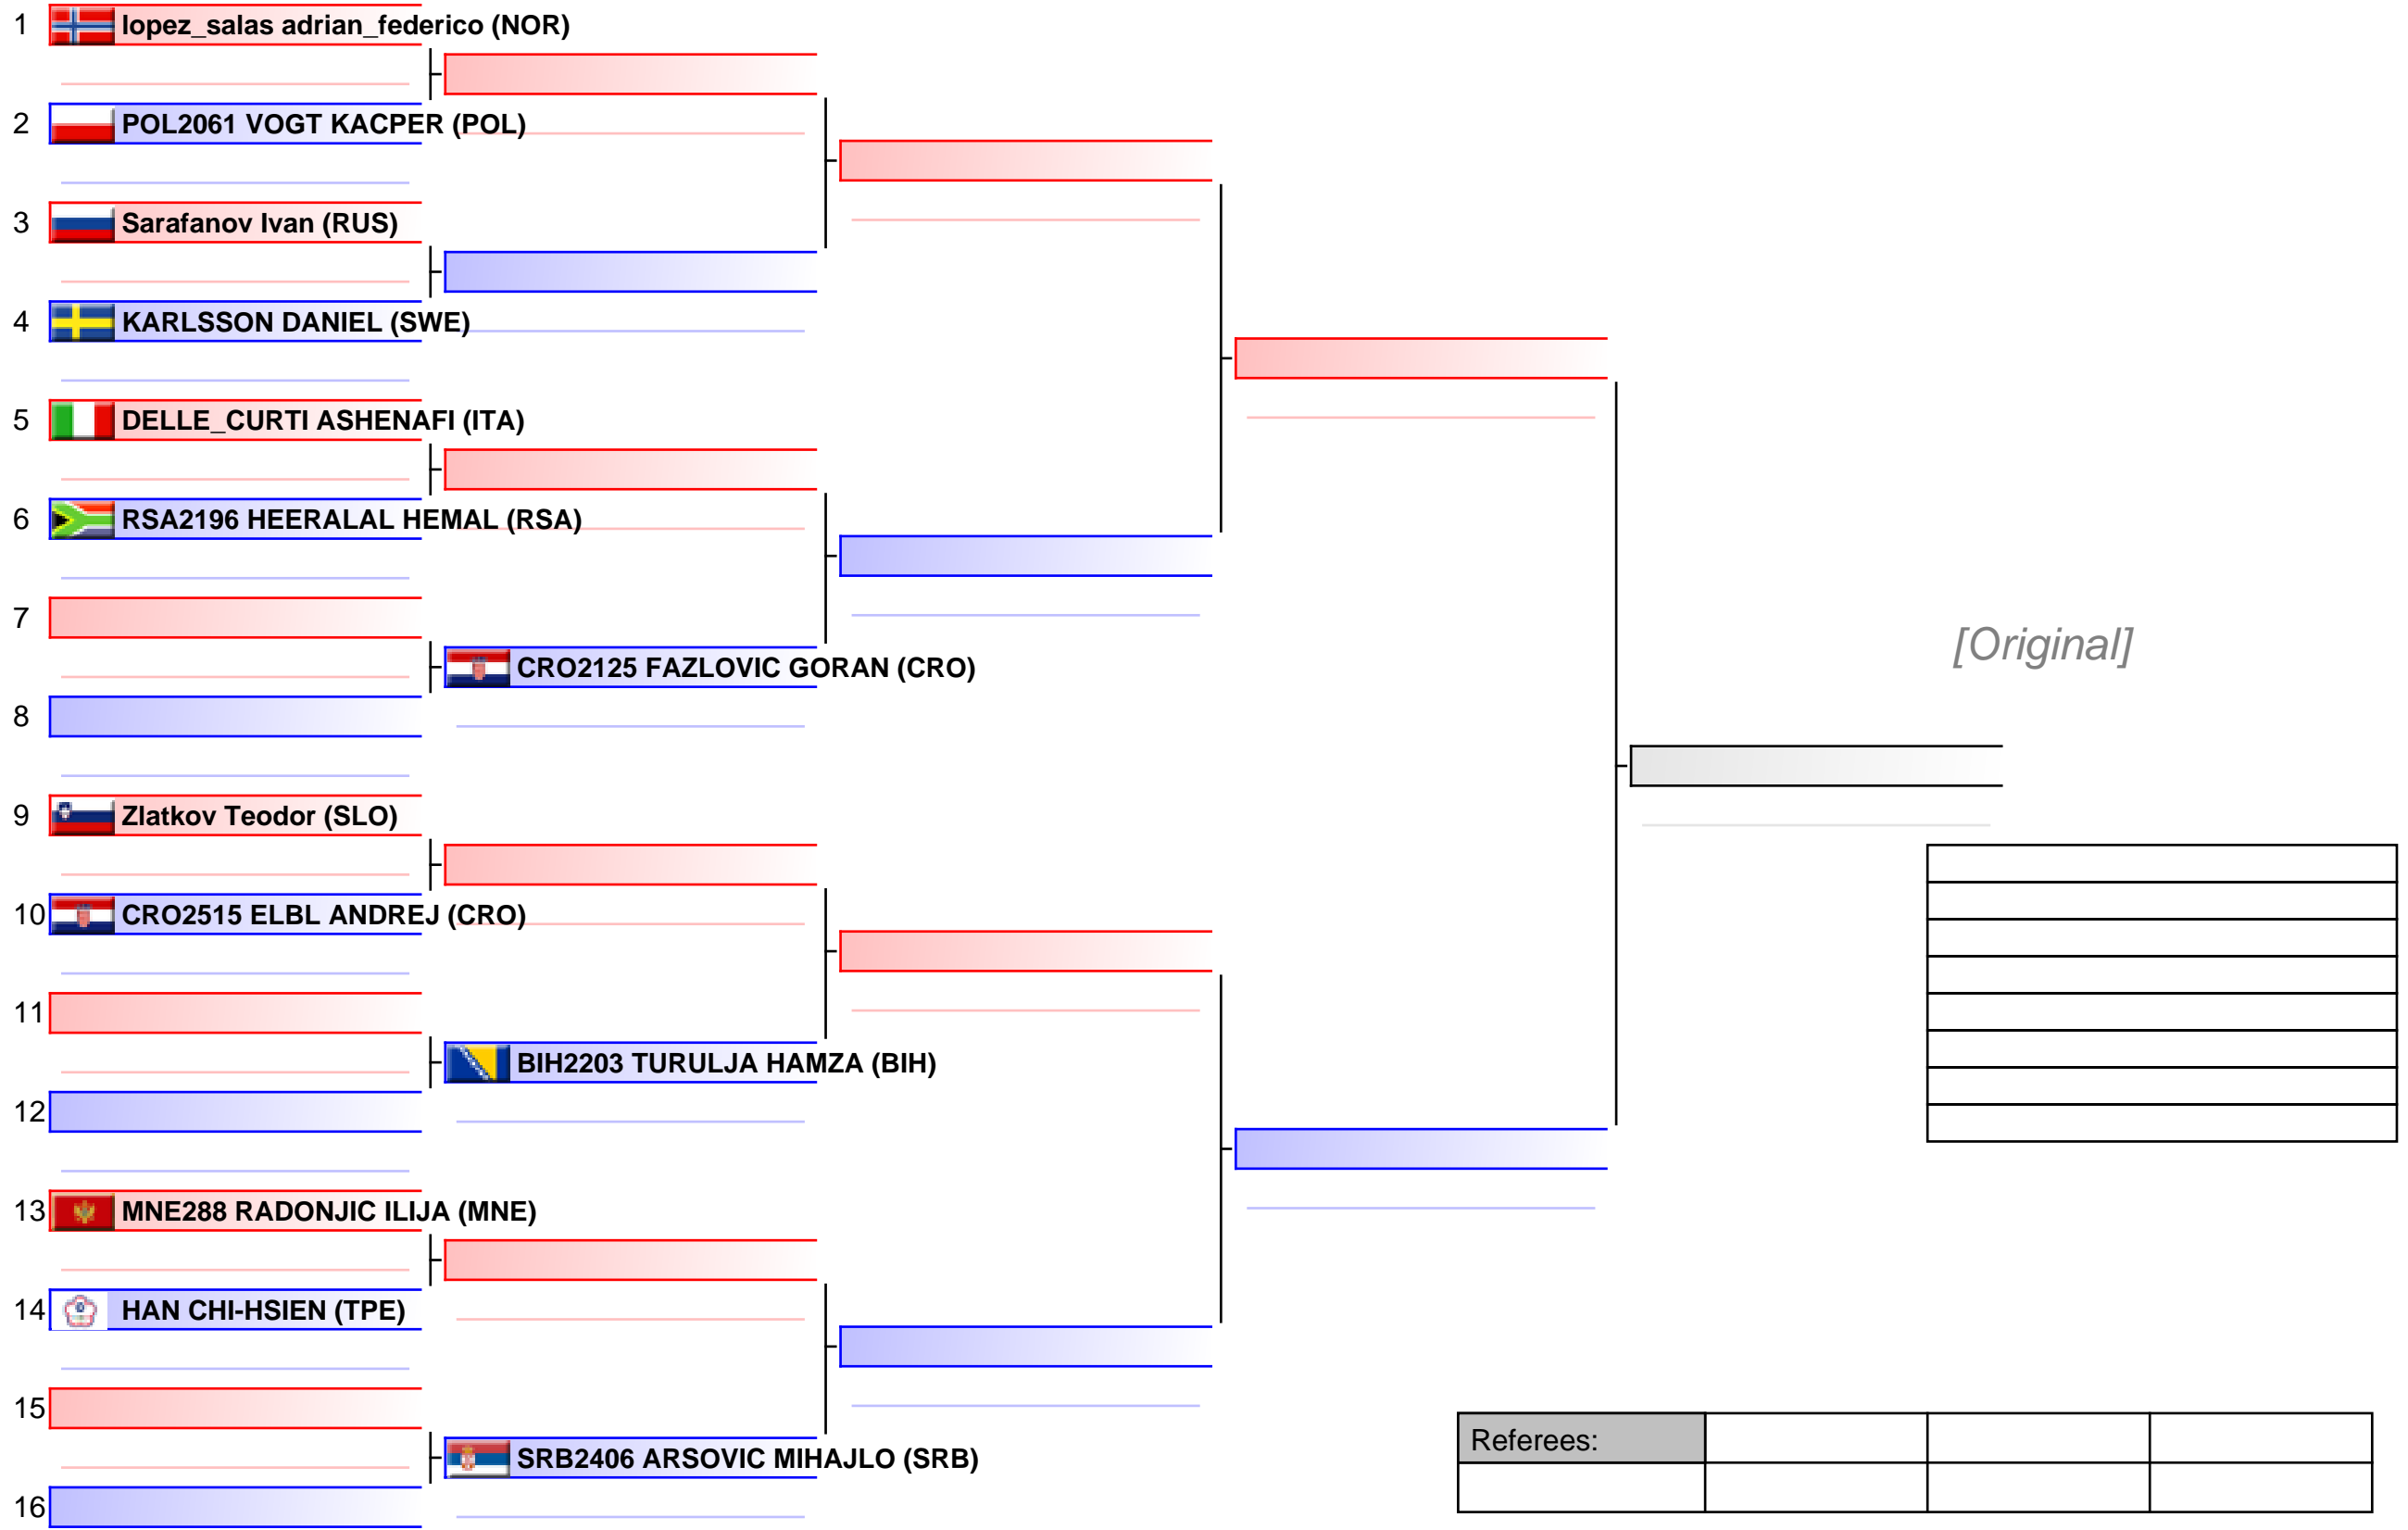 1 lopez_salas adrian_federico (NOR)
2 POL2061 VOGT KACPER (POL)
3 Sarafanov Ivan (RUS)
4 KARLSSON DANIEL (SWE)
5 DELLE_CURTI ASHENAFI (ITA)
6 RSA2196 HEERALAL HEMAL (RSA)
7
[Original]
CRO2125 FAZLOVIC GORAN (CRO)
8
9 Zlatkov Teodor (SLO)
10 CRO2515 ELBL ANDREJ (CRO)
11
BIH2203 TURULJA HAMZA (BIH)
12
13 MNE288 RADONJIC ILIJA (MNE)
14 HAN CHI-HSIEN (TPE)
15
Referees:
SRB2406 ARSOVIC MIHAJLO (SRB)
16